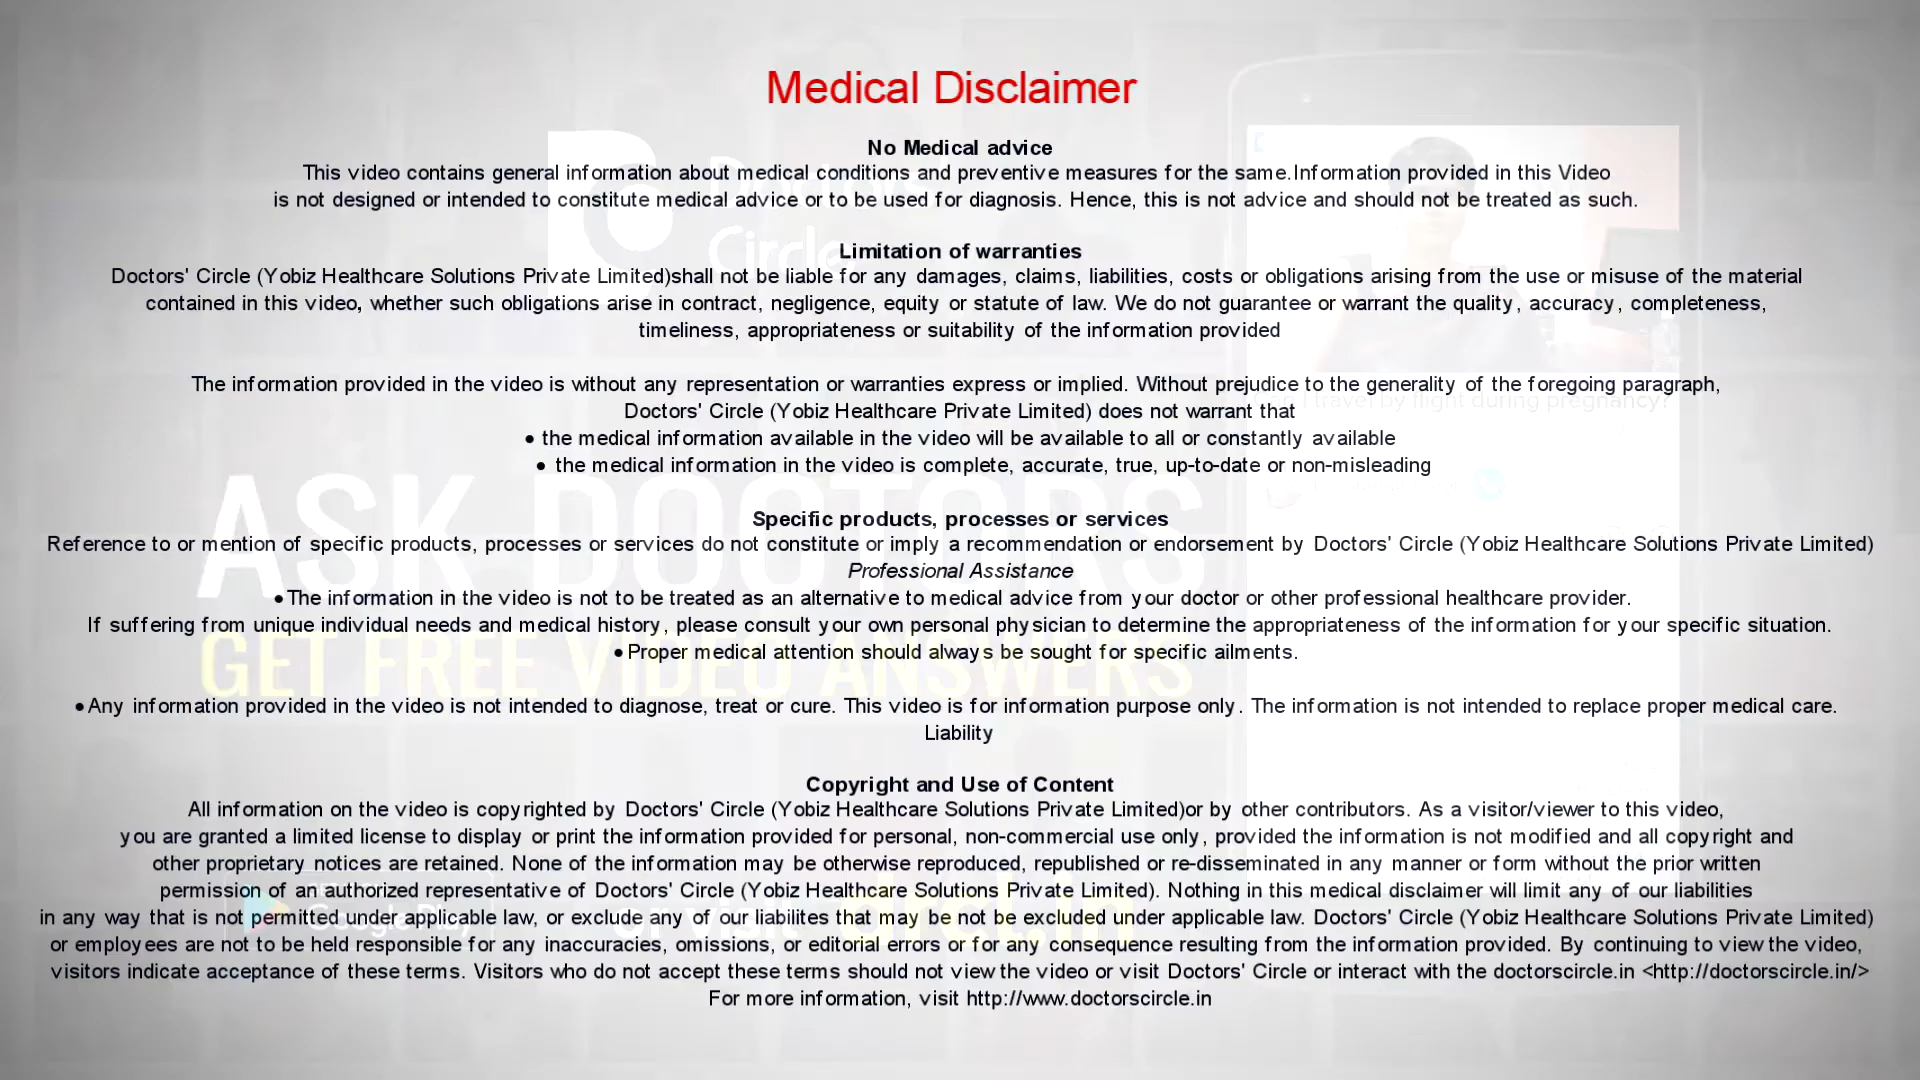 Medical Disclaimer
No Medical advice
This video contains general information about medical conditions and preventive measures for the same.Information provided in this Video
is not designed or intended to constitute medical advice or to be used for diagnosis. Hence, this is not advice and should not be treated as such.
Limitation of warranties
Doctors' Circle (Yobiz Healthcare Solutions Private Limited)shall not be liable for any damages, claims, liabilities, costs or obligations arising from the use or misuse of the material
contained in this video, whether such obligations arise in contract, negligence, equity or statute of law. We do not guarantee or warrant the quality, accuracy, completeness,
timeliness, appropriateness or suitability of the information provided
The information provided in the video is without any representation or warranties express or implied. Without prejudice to the generality of the foregoing paragraph,
Doctors' Circle (Yobiz Healthcare Private Limited) does not warrant that
• the medical information available in the video will be available to all or constantly available
• the medical information in the video is complete, accurate, true, up-to-date or non-misleading
Specific products, processes or services
Reference to or mention of specific products, processes or services do not constitute or imply a recommendation or endorsement by Doctors' Circle (Yobiz Healthcare Solutions Private Limited)
Professional Assistance
•The information in the video is not to be treated as an alternative to medical advice from your doctor or other professional healthcare provider.
If suffering from unique individual needs and medical history, please consult your own personal physician to determine the appropriateness of the information for your specific situation.
•Proper medical attention should always be sought for specific ailments.
•Any information provided in the video is not intended to diagnose, treat or cure. This video is for information purpose only. The information is not intended to replace proper medical care.
Liability
Copyright and Use of Content
All information on the video is copyrighted by Doctors' Circle (Yobiz Healthcare Solutions Private Limited)or by other contributors. As a visitor/viewer to this video,
you are granted a limited license to display or print the information provided for personal, non-commercial use only, provided the information is not modified and all copyright and
other proprietary notices are retained. None of the information may be otherwise reproduced, republished or re-disseminated in any manner or form without the prior written
permission of an authorized representative of Doctors' Circle (Yobiz Healthcare Solutions Private Limited). Nothing in this medical disclaimer will limit any of our liabilities
in any way that is not permitted under applicable law, or exclude any of our liabilites that may be not be excluded under applicable law. Doctors' Circle (Yobiz Healthcare Solutions Private Limited)
or employees are not to be held responsible for any inaccuracies, omissions, or editorial errors or for any consequence resulting from the information provided. By continuing to view the video,
visitors indicate acceptance of these terms. Visitors who do not accept these terms should not view the video or visit Doctors' Circle or interact with the doctorscircle.in <http://doctorscircle.in/>
For more information, visit http://www.doctorscircle.in
Doctors'
Circle
Can I travel by flight during pregnancy?
ASK DOCTORS
GET FREE VIDEO ANSWERS
Google Play
or visit drcl.in